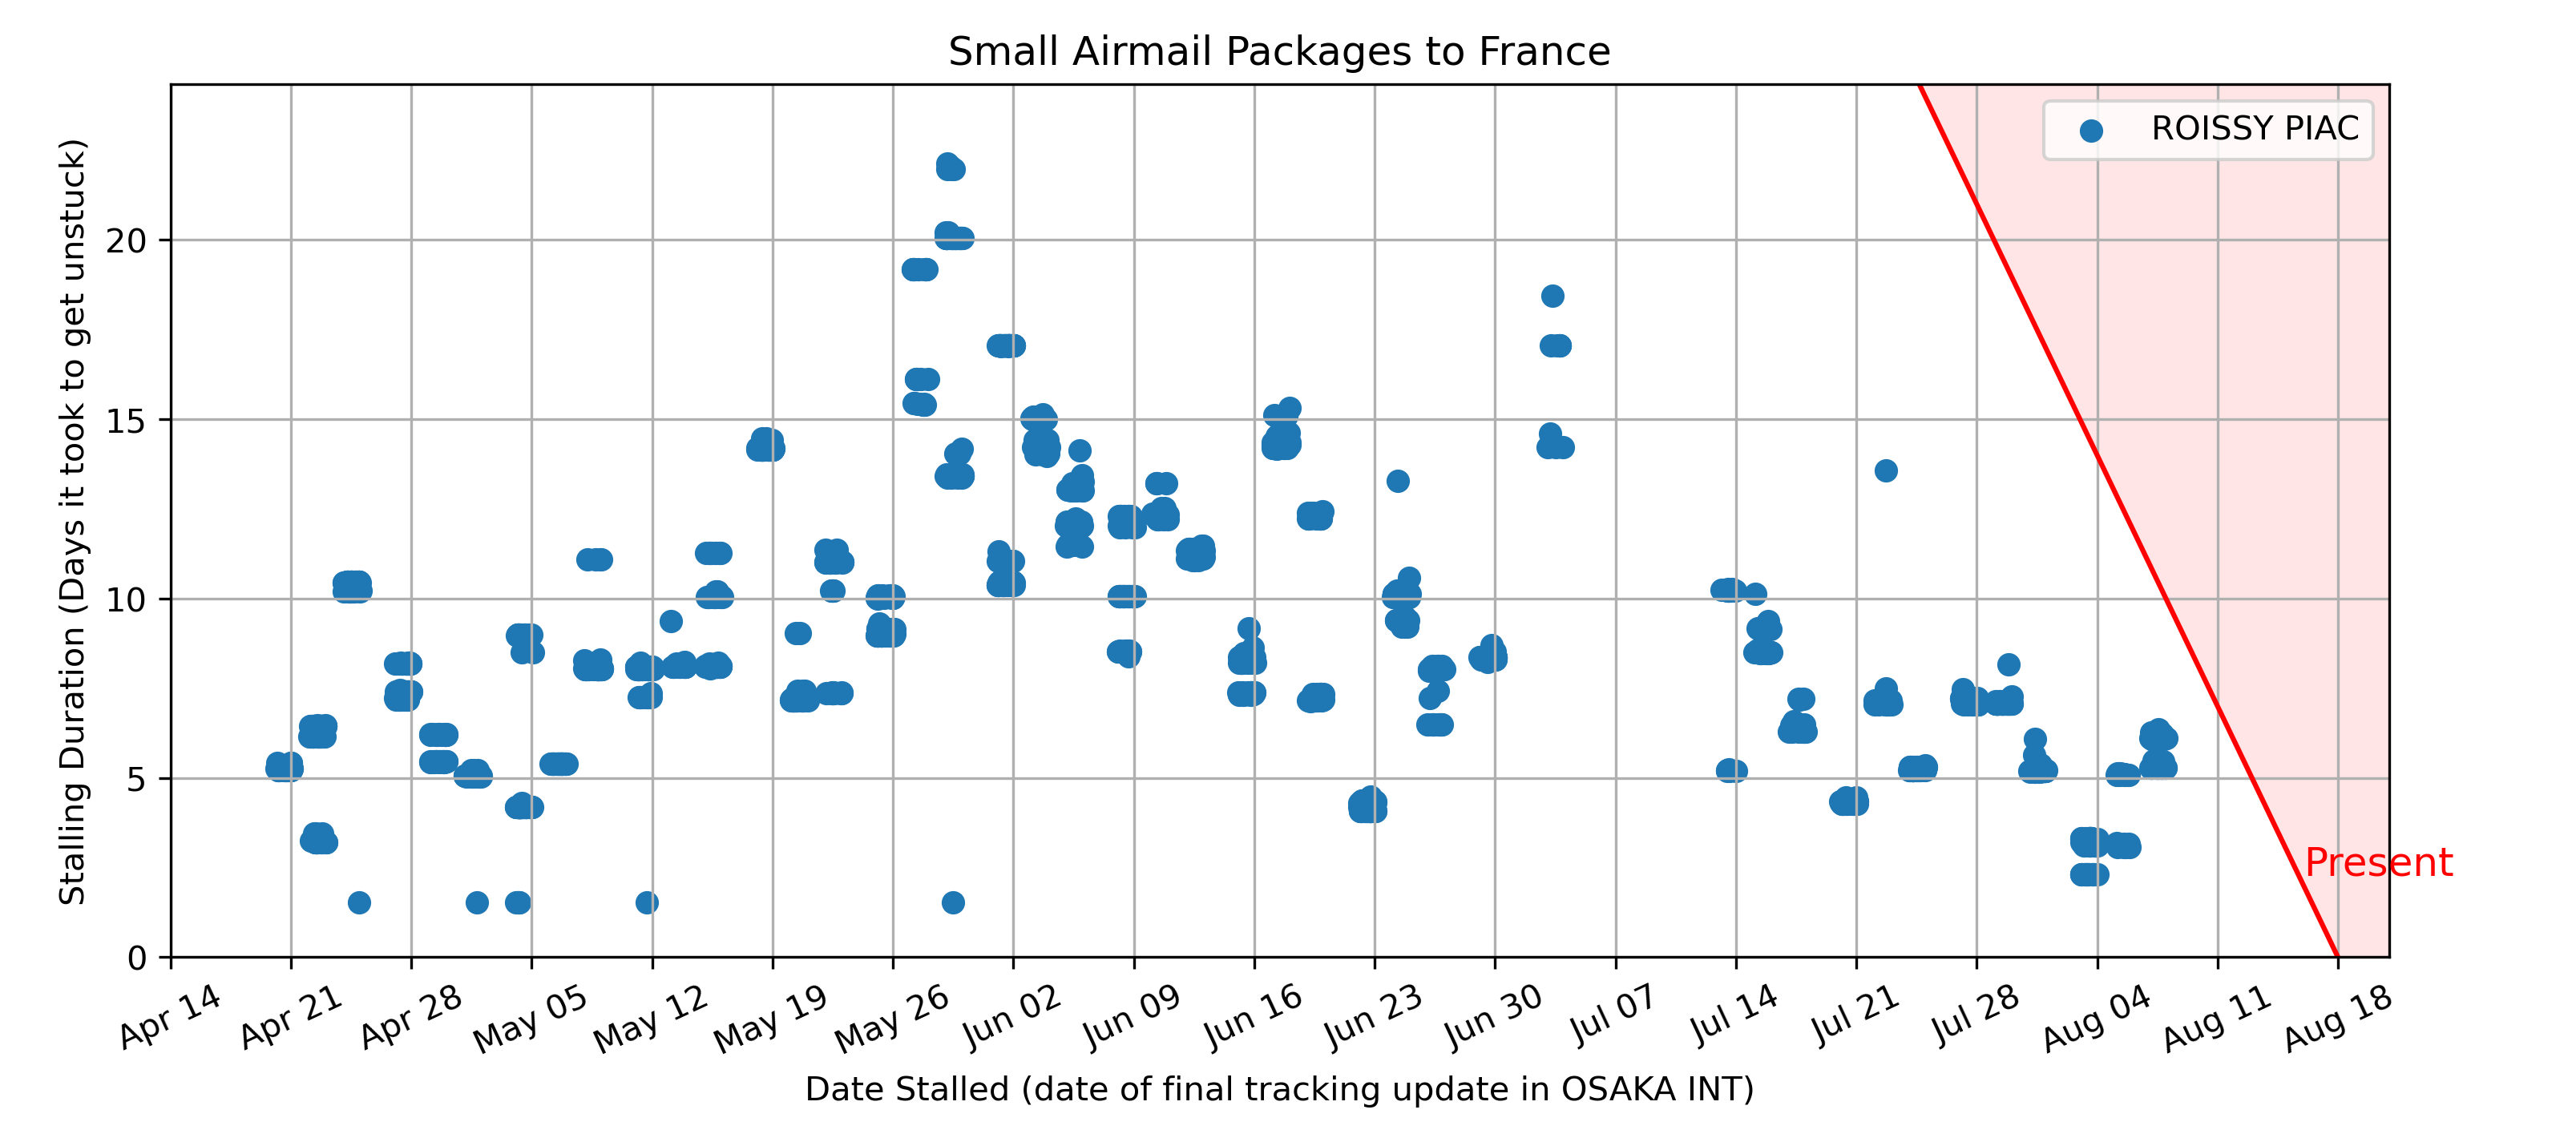 Small Airmail Packages to France
ROISSY PIAC
Stalling Duration (Days it took to get unstuck)
20
15
10
5
0
Present
Apr 14
Apr 21
Apr 28
May 05
May 12
May 19
May 26
Jun 02
Jun 09
Jun 16
Jun 23
Jun 30
Jul 07
Jul 14
Jul 21
Jul 28
Aug 04
Aug 11
Aug 18
Date Stalled (date of final tracking update in OSAKA INT)